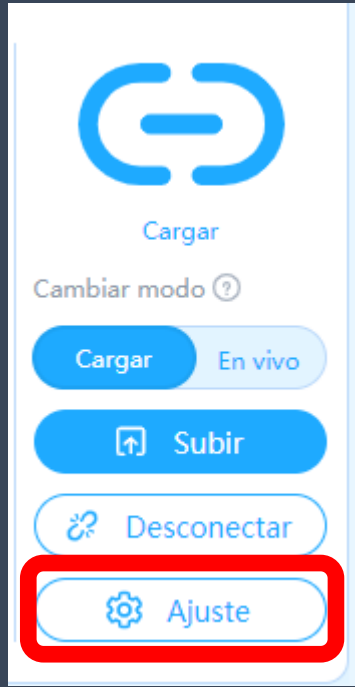 Cargar
Cambiar modo ?
Cargar En vivo
Subir
Desconectar
Ajuste